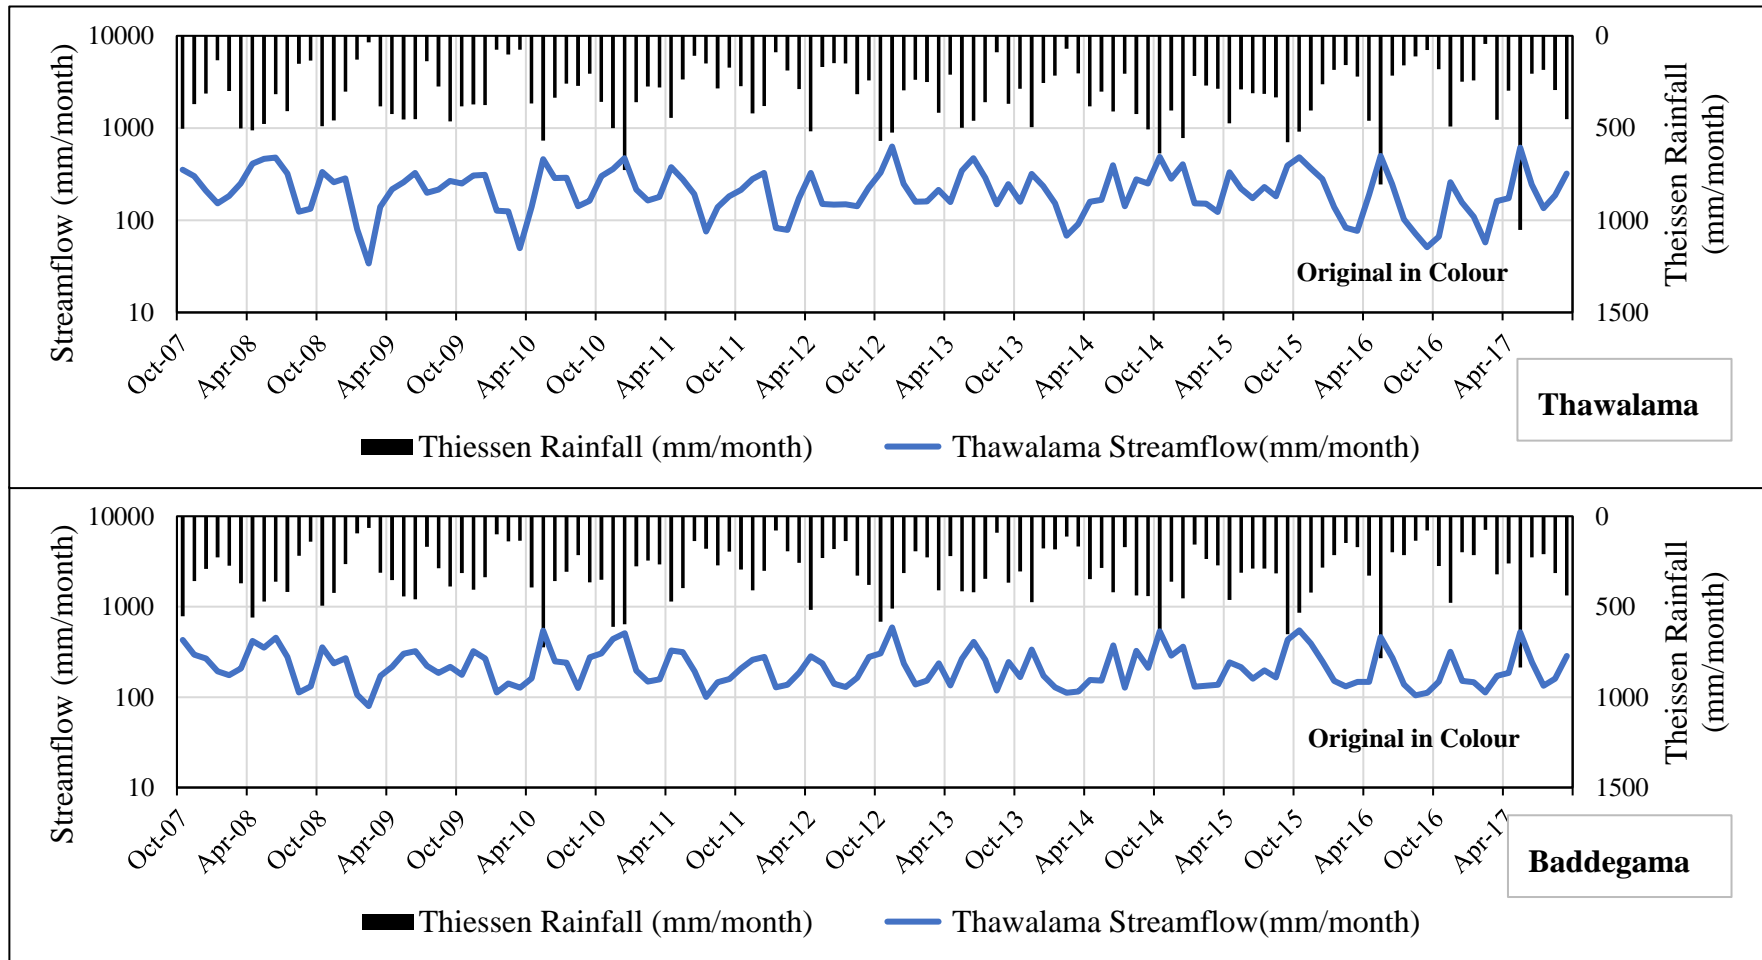 10000
1000
100
10
Streamflow (mm/month)
0
500
1000
1500
Theissen Rainfall
(mm/month)
Original in Colour
Oct-07
Apr-08
Oct-08
Apr-09
Oct-09
Apr-10
Oct-10
Apr-11
Oct-11
Apr-12
Oct-12
Apr-13
Oct-13
Apr-14
Oct-14
Apr-15
Oct-15
Apr-16
Oct-16
Apr-17
Thawalama
Thiessen Rainfall (mm/month)
Thawalama Streamflow(mm/month)
10000
1000
100
10
Streamflow (mm/month)
0
500
1000
1500
Theissen Rainfall
(mm/month)
Original in Colour
Oct-07
Apr-08
Oct-08
Apr-09
Oct-09
Apr-10
Oct-10
Apr-11
Oct-11
Apr-12
Oct-12
Apr-13
Oct-13
Apr-14
Oct-14
Apr-15
Oct-15
Apr-16
Oct-16
Apr-17
Baddegama
Thiessen Rainfall (mm/month)
Thawalama Streamflow(mm/month)